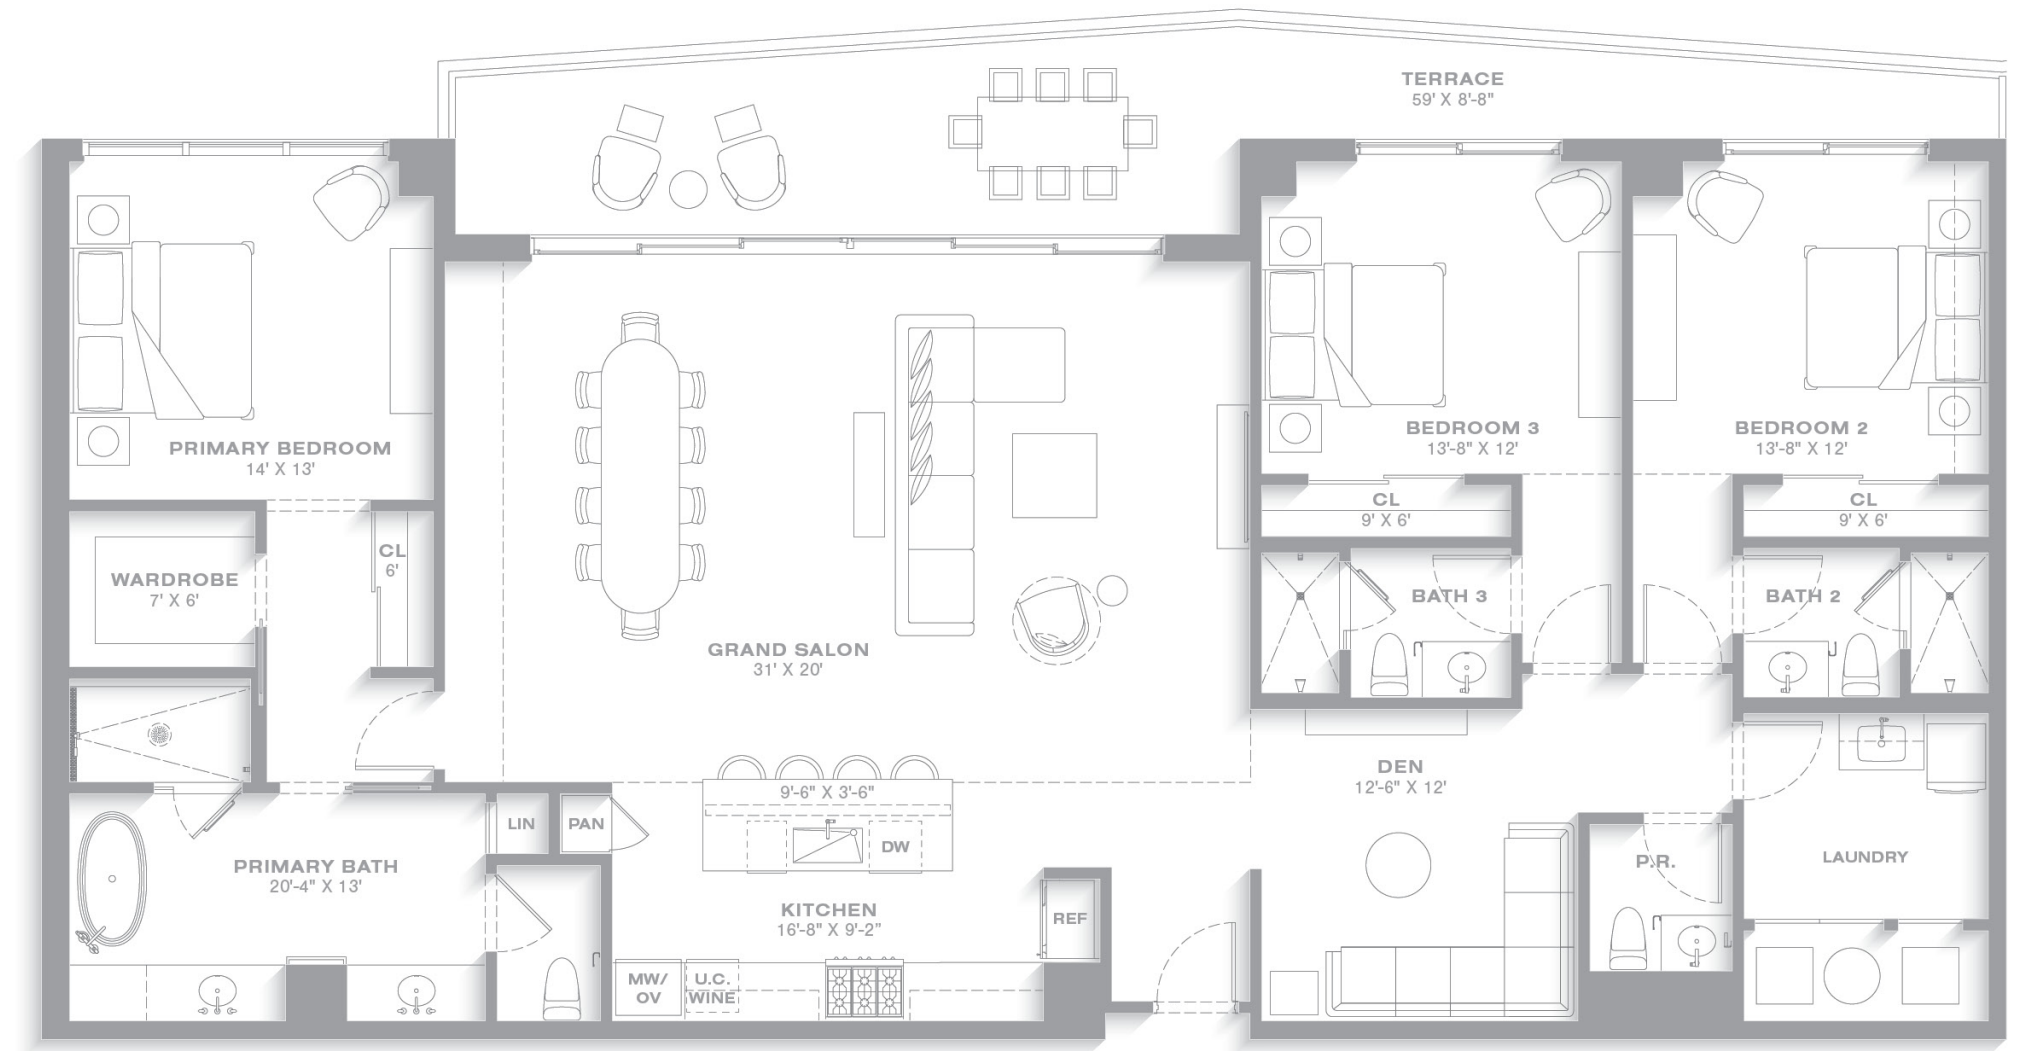 TERRACE
59' X 8'-8"
PRIMARY BEDROOM
14' X 13'
BEDROOM 3
13'-8" X 12'
BEDROOM 2
13'-8" X 12'
CL
9' X 6'
CL
9' X 6'
CL
6'
WARDROBE
7' X 6'
BATH 3
BATH 2
GRAND SALON
31' X 20'
DEN
12'-6" X 12'
9'-6" X 3'-6"
LIN
PAN
DW
PRIMARY BATH
20'-4" X 13'
P.R.
LAUNDRY
KITCHEN
16'-8" X 9'-2”
REF
MW/
OV
U.C.
WINE